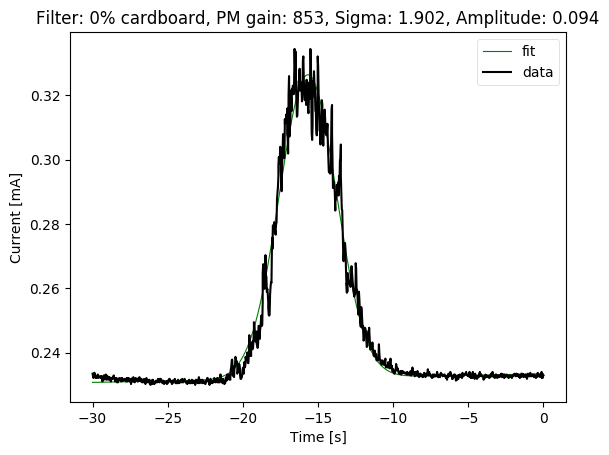 Filter: 0% cardboard, PM gain: 853, Sigma: 1.902, Amplitude: 0.094
fit
data
0.32
0.30
0.28
0.26
0.24
Current [mA]
−30
−25
−20
−15
−10
−5
0
Time [s]